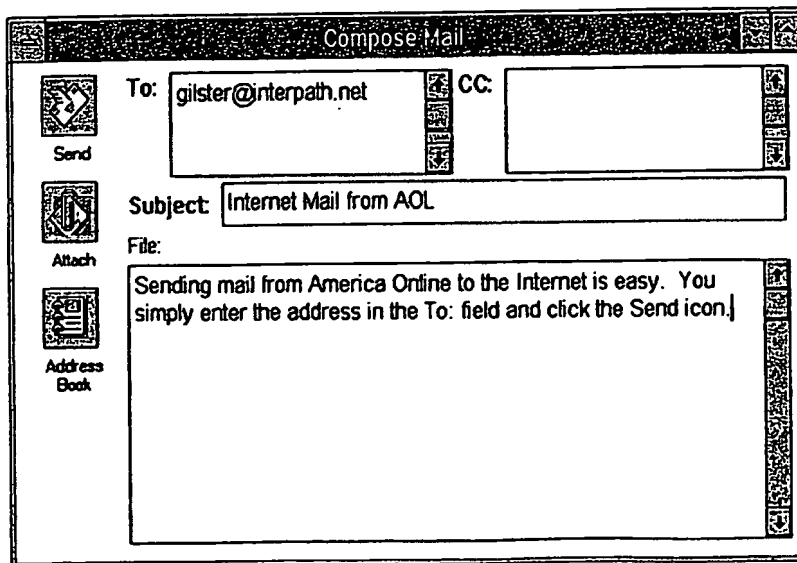 Compose Mail
To:
gilster@interpath.net
CC:
Send
Subject:
Internet Mail from AOL
Attach
File:
Sending mail from America Online to the Internet is easy. You
simply enter the address in the To: field and click the Send icon.
Address
Book